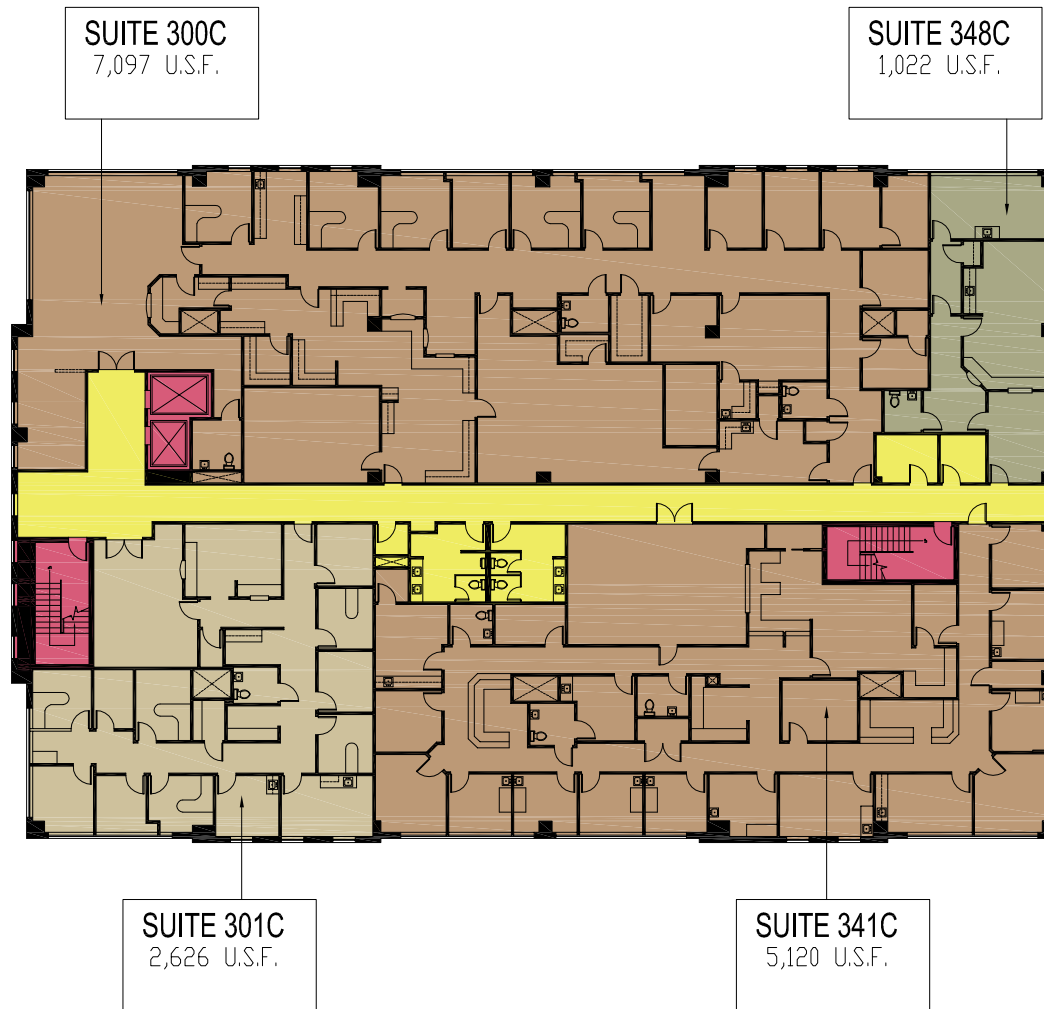 SUITE 300C
7,097 U.S.F.
SUITE 348C
1,022 U.S.F.
SUITE 301C
2,626 U.S.F.
SUITE 341C
5,120 U.S.F.